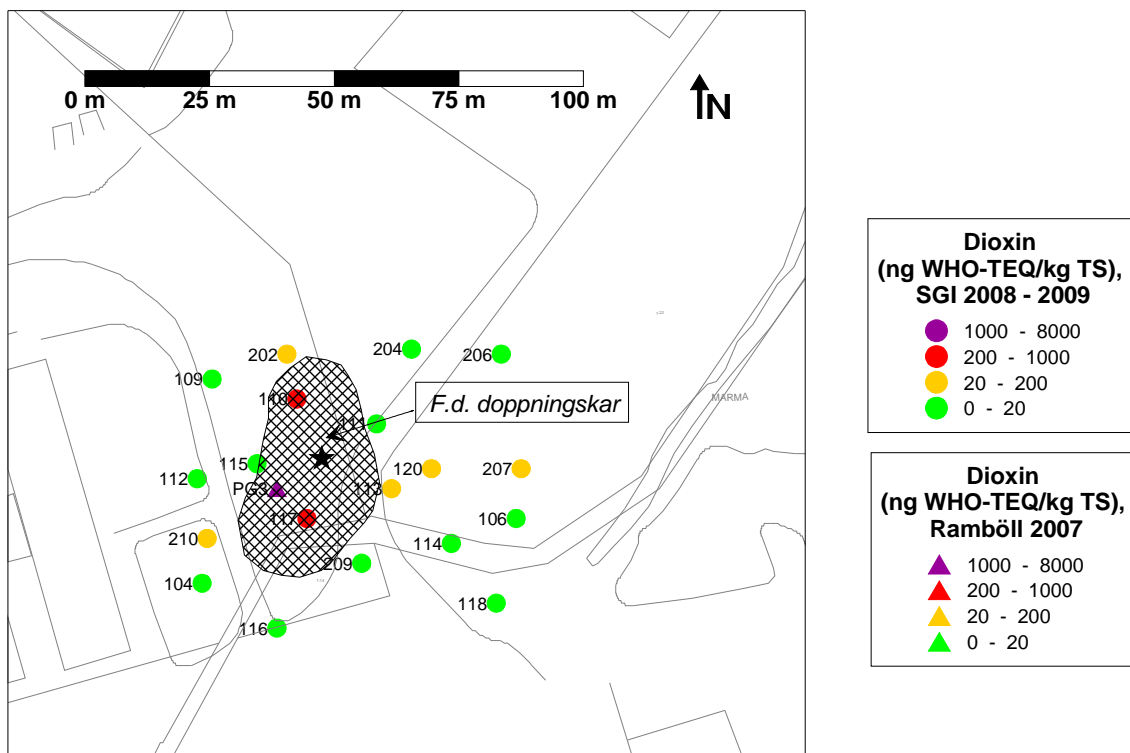 0 m 25 m 50 m 75 m 100 m
N
202
204
206
109
F.d. doppningskar
MARMA
115
120
207
112
PG3
113
117
106
210
114
209
104
118
116
Dioxin
(ng WHO-TEQ/kg TS),
SGI 2008 - 2009
1000 - 8000
200 - 1000
20 - 200
0 - 20
Dioxin
(ng WHO-TEQ/kg TS),
Ramböll 2007
1000 - 8000
200 - 1000
20 - 200
0 - 20